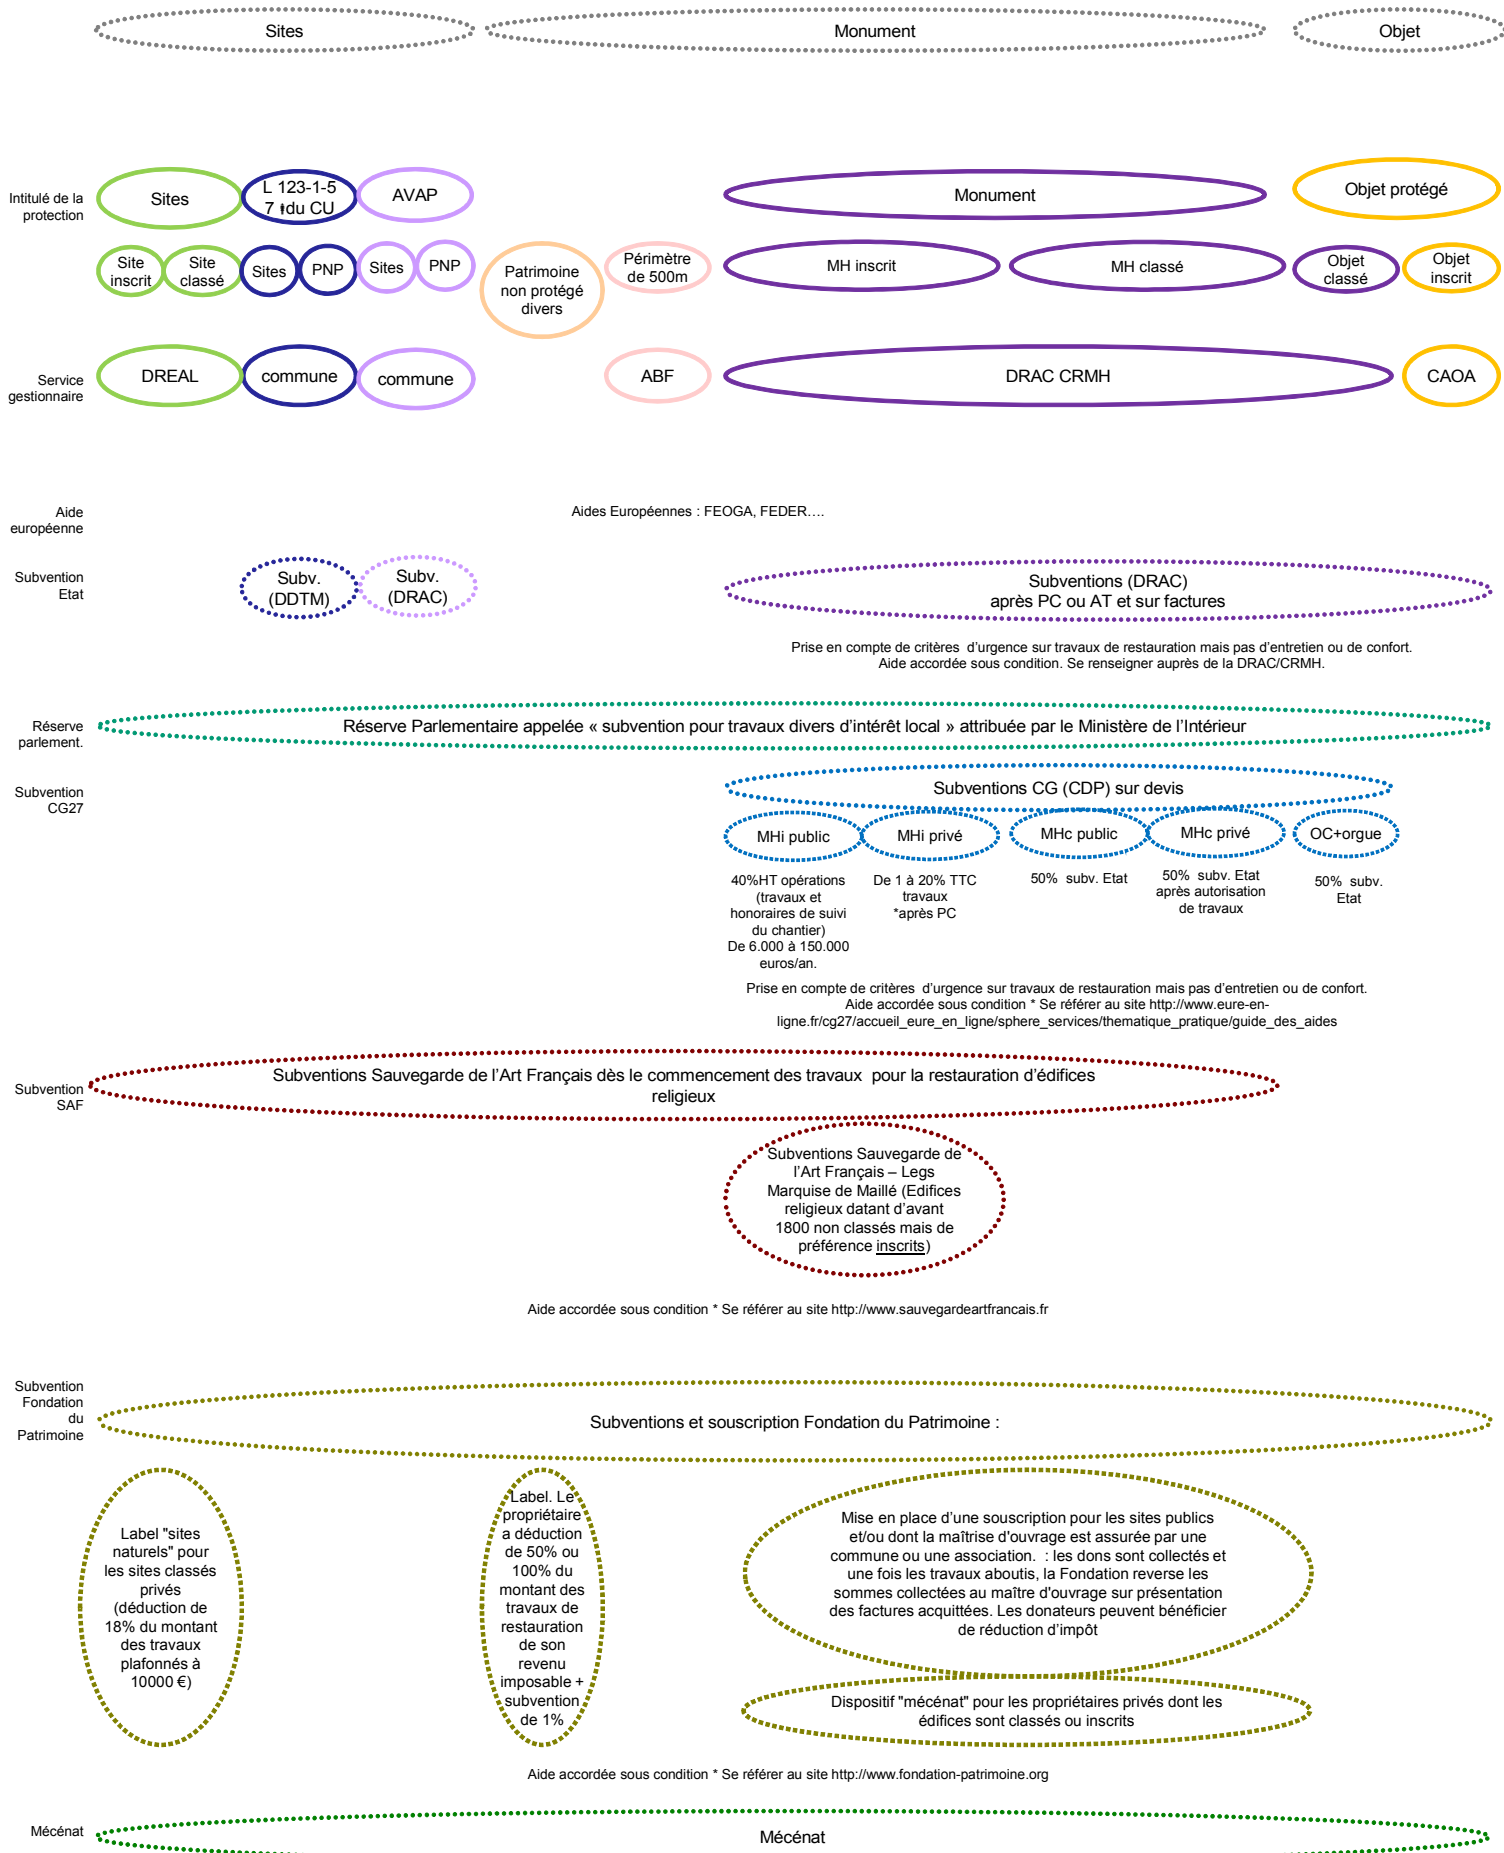 Sites
Monument
Objet
Intitulé de la
protection
Sites
L 123-1-5
7 ° du CU
AVAP
Monument
Objet protégé
Site
inscrit
Site
classé
Sites
PNP
Sites
PNP
Patrimoine
non protégé
divers
Périmètre
de 500m
MH inscrit
MH classé
Objet
classé
Objet
inscrit
Service
gestionnaire
DREAL
commune
commune
ABF
DRAC CRMH
CAOA
Aide
européenne
Aides Européennes : FEOGA, FEDER….
Subvention
Etat
Subv.
(DDTM)
Subv.
(DRAC)
Subventions (DRAC)
après PC ou AT et sur factures
Prise en compte de critères  d’urgence sur travaux de restauration mais pas d’entretien ou de confort.
Aide accordée sous condition. Se renseigner auprès de la DRAC/CRMH.
Réserve
parlement.
Réserve Parlementaire appelée « subvention pour travaux divers d’intérêt local » attribuée par le Ministère de l’Intérieur
Subvention
CG27
Subventions CG (CDP) sur devis
MHi public
MHi privé
MHc public
MHc privé
OC+orgue
40%HT opérations
(travaux et
honoraires de suivi
du chantier)
De 6.000 à 150.000
euros/an.
De 1 à 20% TTC
travaux
*après PC
50%  subv. Etat
50%  subv. Etat
après autorisation
de travaux
50%  subv.
Etat
Prise en compte de critères  d’urgence sur travaux de restauration mais pas d’entretien ou de confort.
Aide accordée sous condition * Se référer au site http://www.eure-en-
ligne.fr/cg27/accueil_eure_en_ligne/sphere_services/thematique_pratique/guide_des_aides
Subvention
SAF
Subventions Sauvegarde de l’Art Français dès le commencement des travaux  pour la restauration d’édifices
religieux
Subventions Sauvegarde de
l’Art Français – Legs
Marquise de Maillé (Edifices
religieux datant d’avant
1800 non classés mais de
préférence inscrits)
Aide accordée sous condition * Se référer au site http://www.sauvegardeartfrancais.fr
Subvention
Fondation
du
Patrimoine
Subventions et souscription Fondation du Patrimoine :
Label "sites
naturels" pour
les sites classés
privés
(déduction de
18% du montant
des travaux
plafonnés à
10000 €)
Label. Le
propriétaire
a déduction
de 50% ou
100% du
montant des
travaux de
restauration
de son
revenu
imposable +
subvention
de 1%
Mise en place d’une souscription pour les sites publics
et/ou dont la maîtrise d'ouvrage est assurée par une
commune ou une association.  : les dons sont collectés et
une fois les travaux aboutis, la Fondation reverse les
sommes collectées au maître d'ouvrage sur présentation
des factures acquittées. Les donateurs peuvent bénéficier
de réduction d’impôt
Dispositif "mécénat" pour les propriétaires privés dont les
édifices sont classés ou inscrits
Aide accordée sous condition * Se référer au site http://www.fondation-patrimoine.org
Mécénat
Mécénat